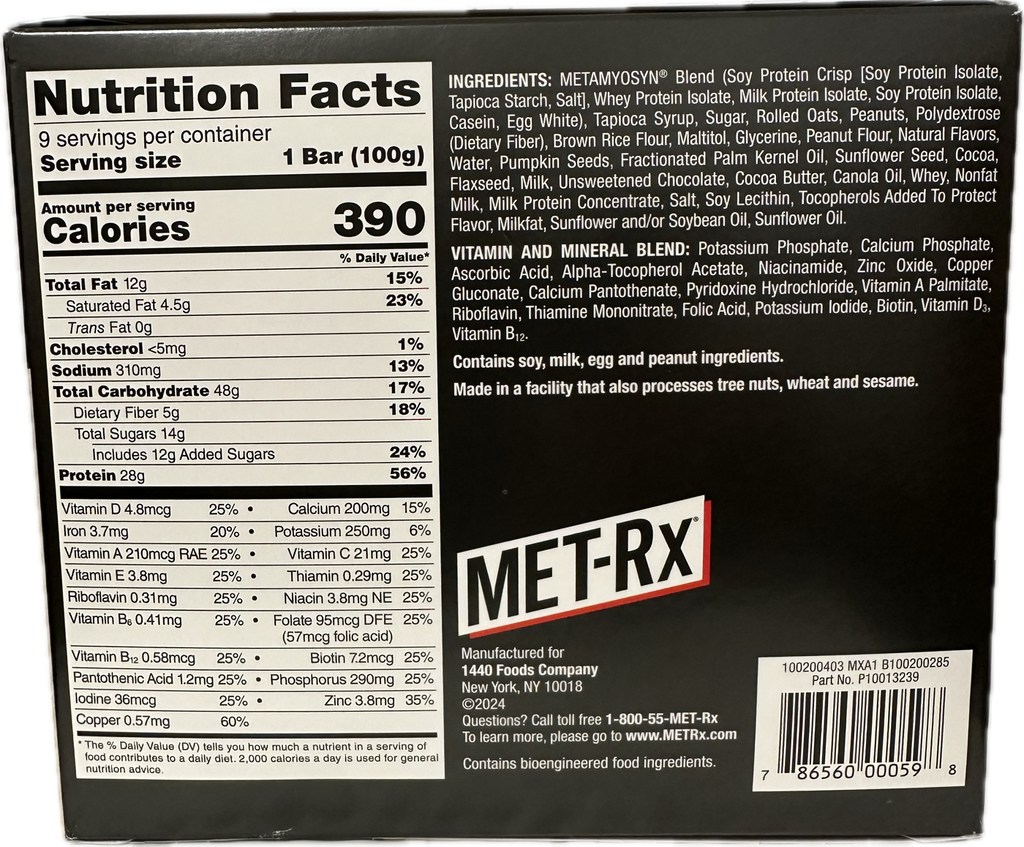 Nutrition Facts
9 servings per container
Serving size 1 Bar (100g)
Amount per serving
Calories 390
% Daily Value*
Total Fat 12g 15%
Saturated Fat 4.5g 23%
Trans Fat 0g
Cholesterol <5mg 1%
Sodium 310mg 13%
Total Carbohydrate 48g 17%
Dietary Fiber 5g 18%
Total Sugars 14g
Includes 12g Added Sugars 24%
Protein 28g 56%
Vitamin D 4.8mcg 25% • Calcium 200mg 15%
Iron 3.7mg 20% • Potassium 250mg 6%
Vitamin A 210mcg RAE 25% • Vitamin C 21mg 25%
Vitamin E 3.8mg 25% • Thiamin 0.29mg 25%
Riboflavin 0.31mg 25% • Niacin 3.8mg NE 25%
Vitamin B6 0.41mg 25% • Folate 95mcg DFE 25%
(57mcg folic acid)
Vitamin B12 0.58mcg 25% • Biotin 7.2mcg 25%
Pantothenic Acid 1.2mg 25% • Phosphorus 290mg 25%
Iodine 36mcg 25% • Zinc 3.8mg 35%
Copper 0.57mg 60%
* The % Daily Value (DV) tells you how much a nutrient in a serving of
food contributes to a daily diet. 2,000 calories a day is used for general
nutrition advice.
INGREDIENTS: METAMYOSYN® Blend (Soy Protein Crisp [Soy Protein Isolate,
Tapioca Starch, Salt], Whey Protein Isolate, Milk Protein Isolate, Soy Protein Isolate,
Casein, Egg White), Tapioca Syrup, Sugar, Rolled Oats, Peanuts, Polydextrose
(Dietary Fiber), Brown Rice Flour, Maltitol, Glycerine, Peanut Flour, Natural Flavors,
Water, Pumpkin Seeds, Fractionated Palm Kernel Oil, Sunflower Seed, Cocoa,
Flaxseed, Milk, Unsweetened Chocolate, Cocoa Butter, Canola Oil, Whey, Nonfat
Milk, Milk Protein Concentrate, Salt, Soy Lecithin, Tocopherols Added To Protect
Flavor, Milkfat, Sunflower and/or Soybean Oil, Sunflower Oil.
VITAMIN AND MINERAL BLEND: Potassium Phosphate, Calcium Phosphate,
Ascorbic Acid, Alpha-Tocopherol Acetate, Niacinamide, Zinc Oxide, Copper
Gluconate, Calcium Pantothenate, Pyridoxine Hydrochloride, Vitamin A Palmitate,
Riboflavin, Thiamine Mononitrate, Folic Acid, Potassium Iodide, Biotin, Vitamin D3,
Vitamin B12.
Contains soy, milk, egg and peanut ingredients.
Made in a facility that also processes tree nuts, wheat and sesame.
MET-Rx®
Manufactured for
1440 Foods Company
New York, NY 10018
©2024
Questions? Call toll free 1-800-55-MET-Rx
To learn more, please go to www.METRx.com
Contains bioengineered food ingredients.
100200403 MXA1 B100200285
Part No. P10013239
7 86560 00059 8